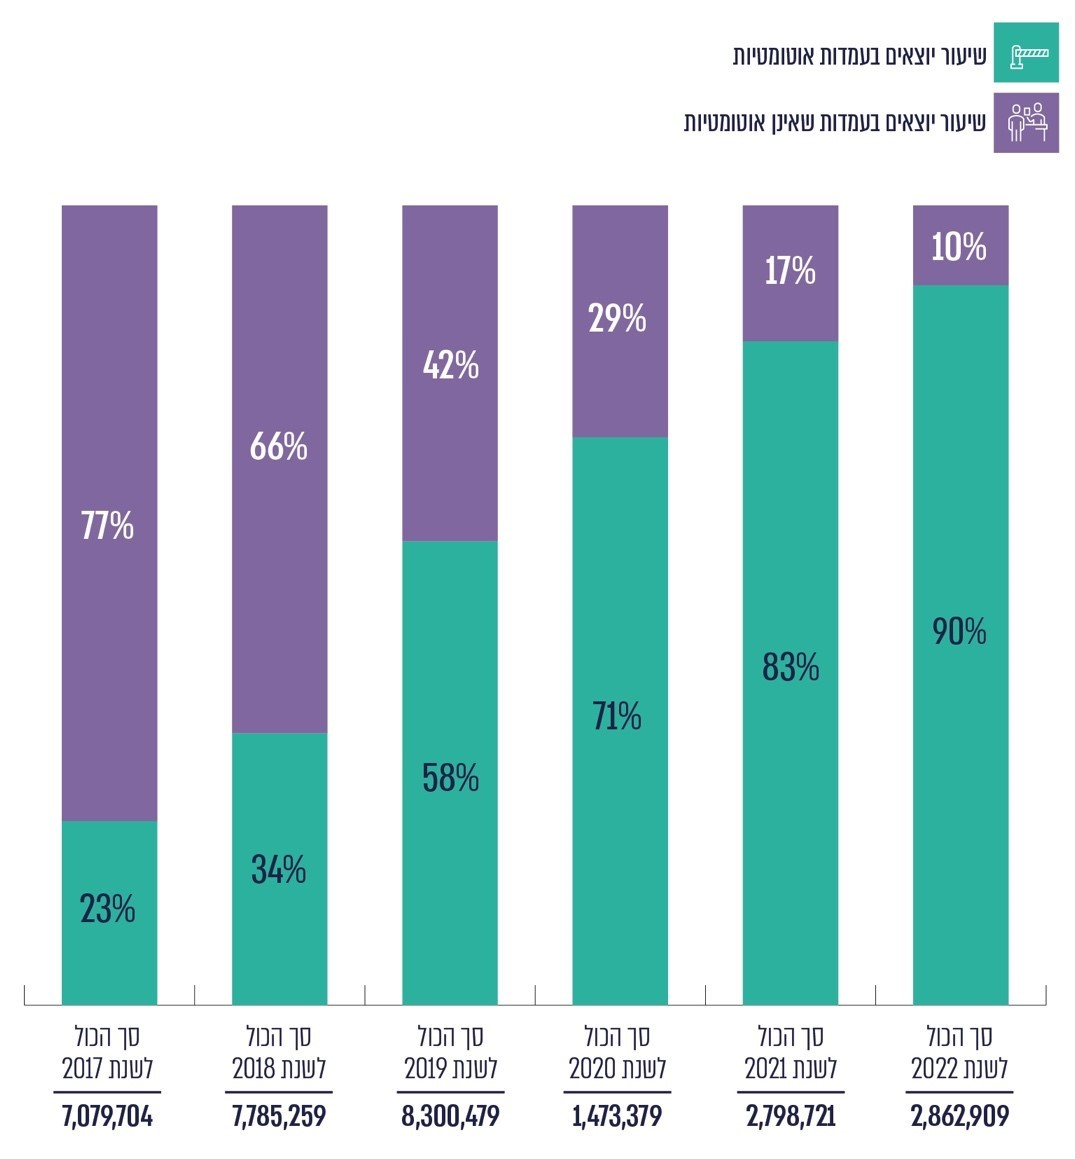 שיעור יוצאים בעמדות אוטומטיות
שיעור יוצאים בעמדות שאינן אוטומטיות
77%
66%
42%
29%
17%
10%
23%
34%
58%
71%
83%
90%
סך הכול
לשנת 2017
7,079,704
סך הכול
לשנת 2018
7,785,259
סך הכול
לשנת 2019
8,300,479
סך הכול
לשנת 2020
1,473,379
סך הכול
לשנת 2021
2,798,721
סך הכול
לשנת 2022
2,862,909